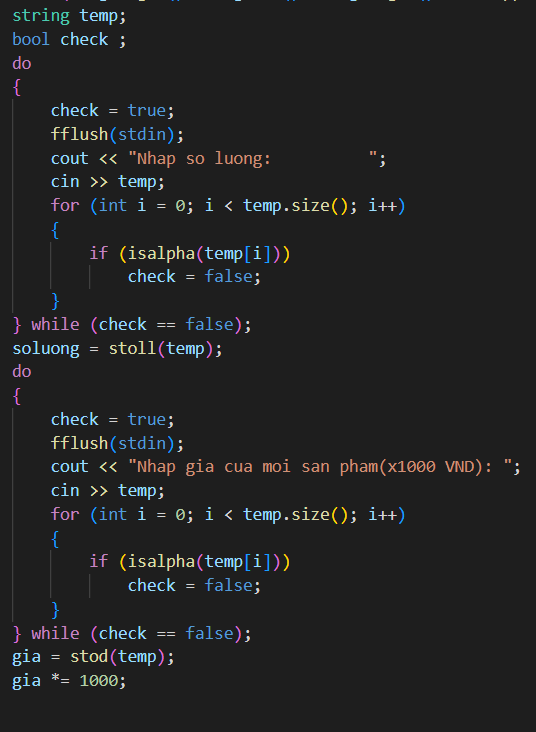 string temp;
bool check ;
do
{
    check = true;
    fflush(stdin);
    cout << "Nhap so luong:          ";
    cin >> temp;
    for (int i = 0; i < temp.size(); i++)
    {
        if (isalpha(temp[i]))
            check = false;
    }
} while (check == false);
soluong = stoll(temp);
do
{
    check = true;
    fflush(stdin);
    cout << "Nhap gia cua moi san pham(x1000 VND): ";
    cin >> temp;
    for (int i = 0; i < temp.size(); i++)
    {
        if (isalpha(temp[i]))
            check = false;
    }
} while (check == false);
gia = stod(temp);
gia *= 1000;